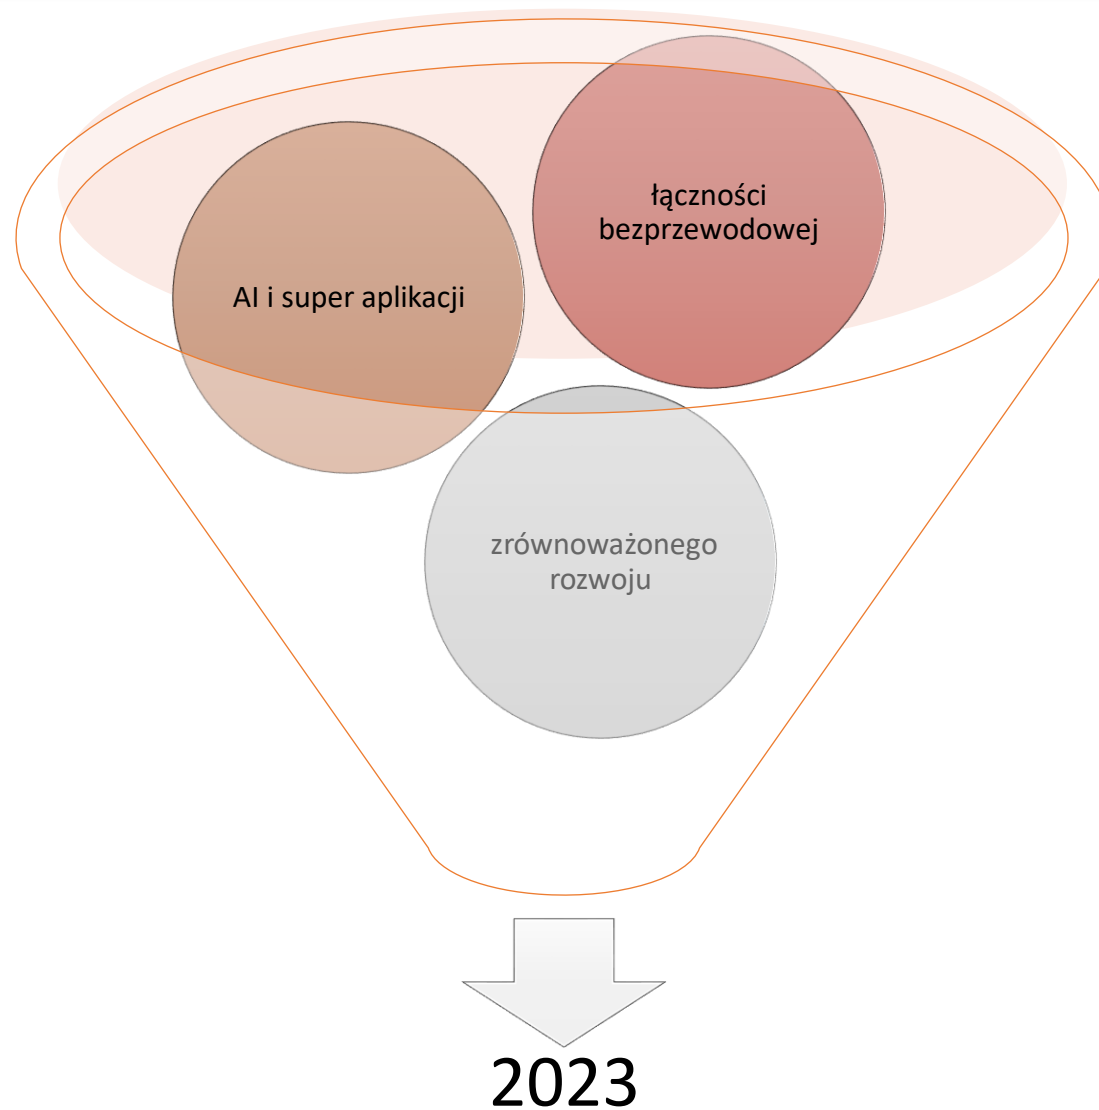 łączności
bezprzewodowej
AI i super aplikacji
zrównoważonego
rozwoju
2023